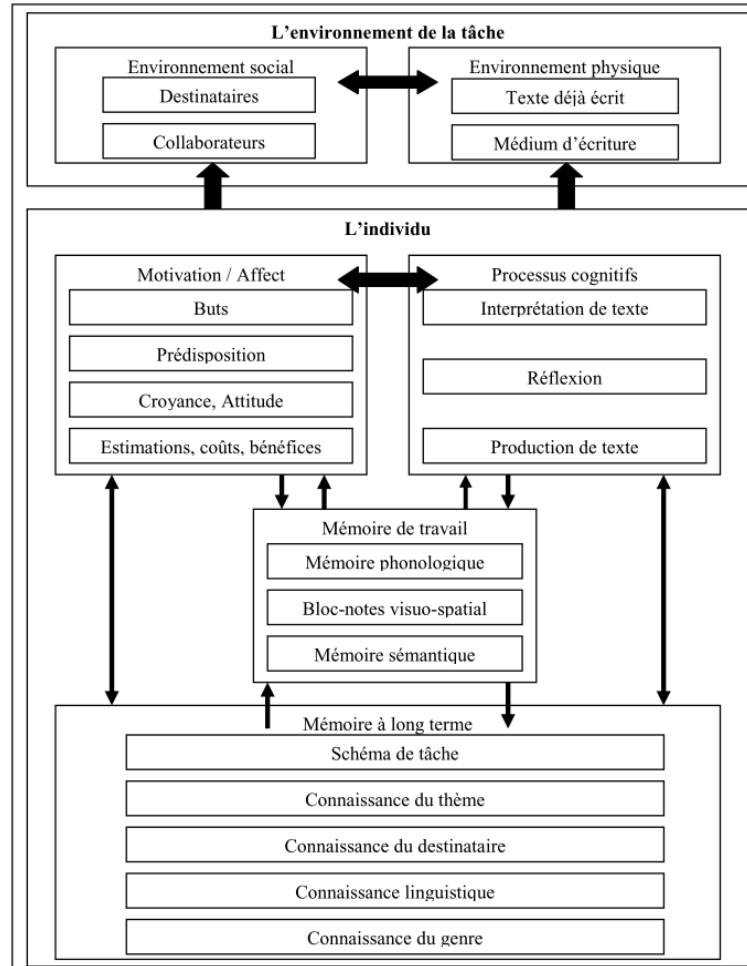 L'environnement de la tâche
Environnement social
Destinataires
Collaborateurs
Environnement physique
Texte déjà écrit
Médium d'écriture
L'individu
Motivation / Affect
Buts
Prédisposition
Croyance, Attitude
Estimations, coûts, bénéfices
Processus cognitifs
Interprétation de texte
Réflexion
Production de texte
Mémoire de travail
Mémoire phonologique
Bloc-notes visuo-spatial
Mémoire sémantique
Mémoire à long terme
Schéma de tâche
Connaissance du thème
Connaissance du destinataire
Connaissance linguistique
Connaissance du genre